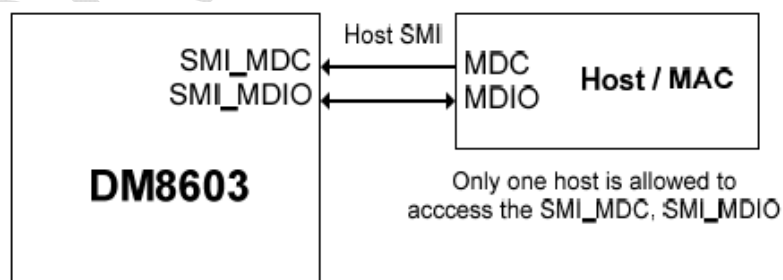 Host SMI
SMI_MDC
MDC
SMI_MDIO
MDIO
Host / MAC
DM8603
Only one host is allowed to
acccess the SMI_MDC, SMI_MDIO